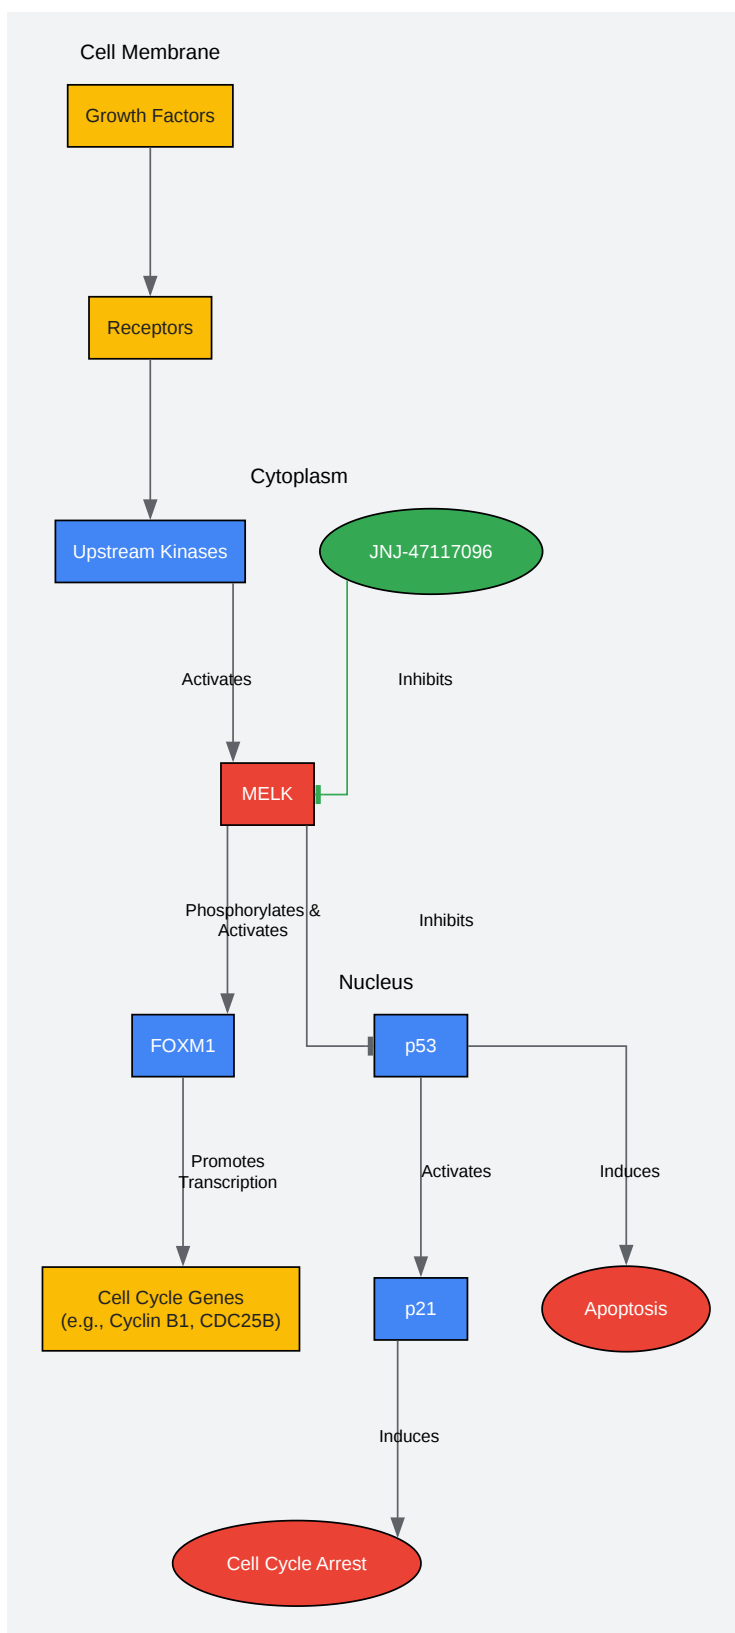 Cell Membrane
Growth Factors
Receptors
Cytoplasm
Upstream Kinases
JNJ-47117096
Activates
Inhibits
MELK
Phosphorylates &
Activates
Inhibits
Nucleus
FOXM1
p53
Promotes
Transcription
Activates
Induces
Cell Cycle Genes
(e.g., Cyclin B1, CDC25B)
p21
Apoptosis
Induces
Cell Cycle Arrest